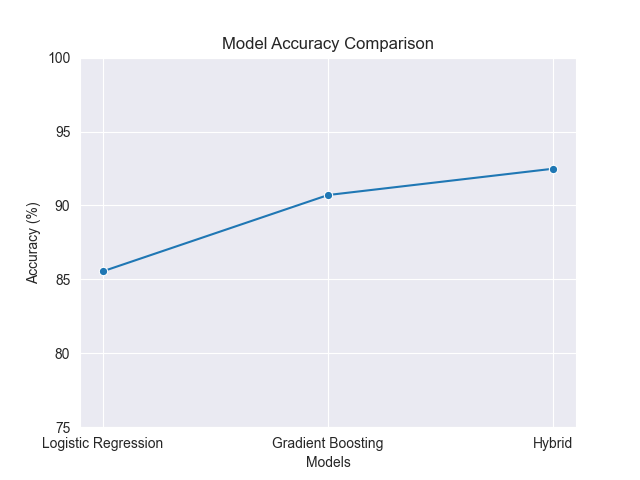 Model Accuracy Comparison
100
95
90
85
80
75
Accuracy (%)
Logistic Regression Gradient Boosting Hybrid
Models